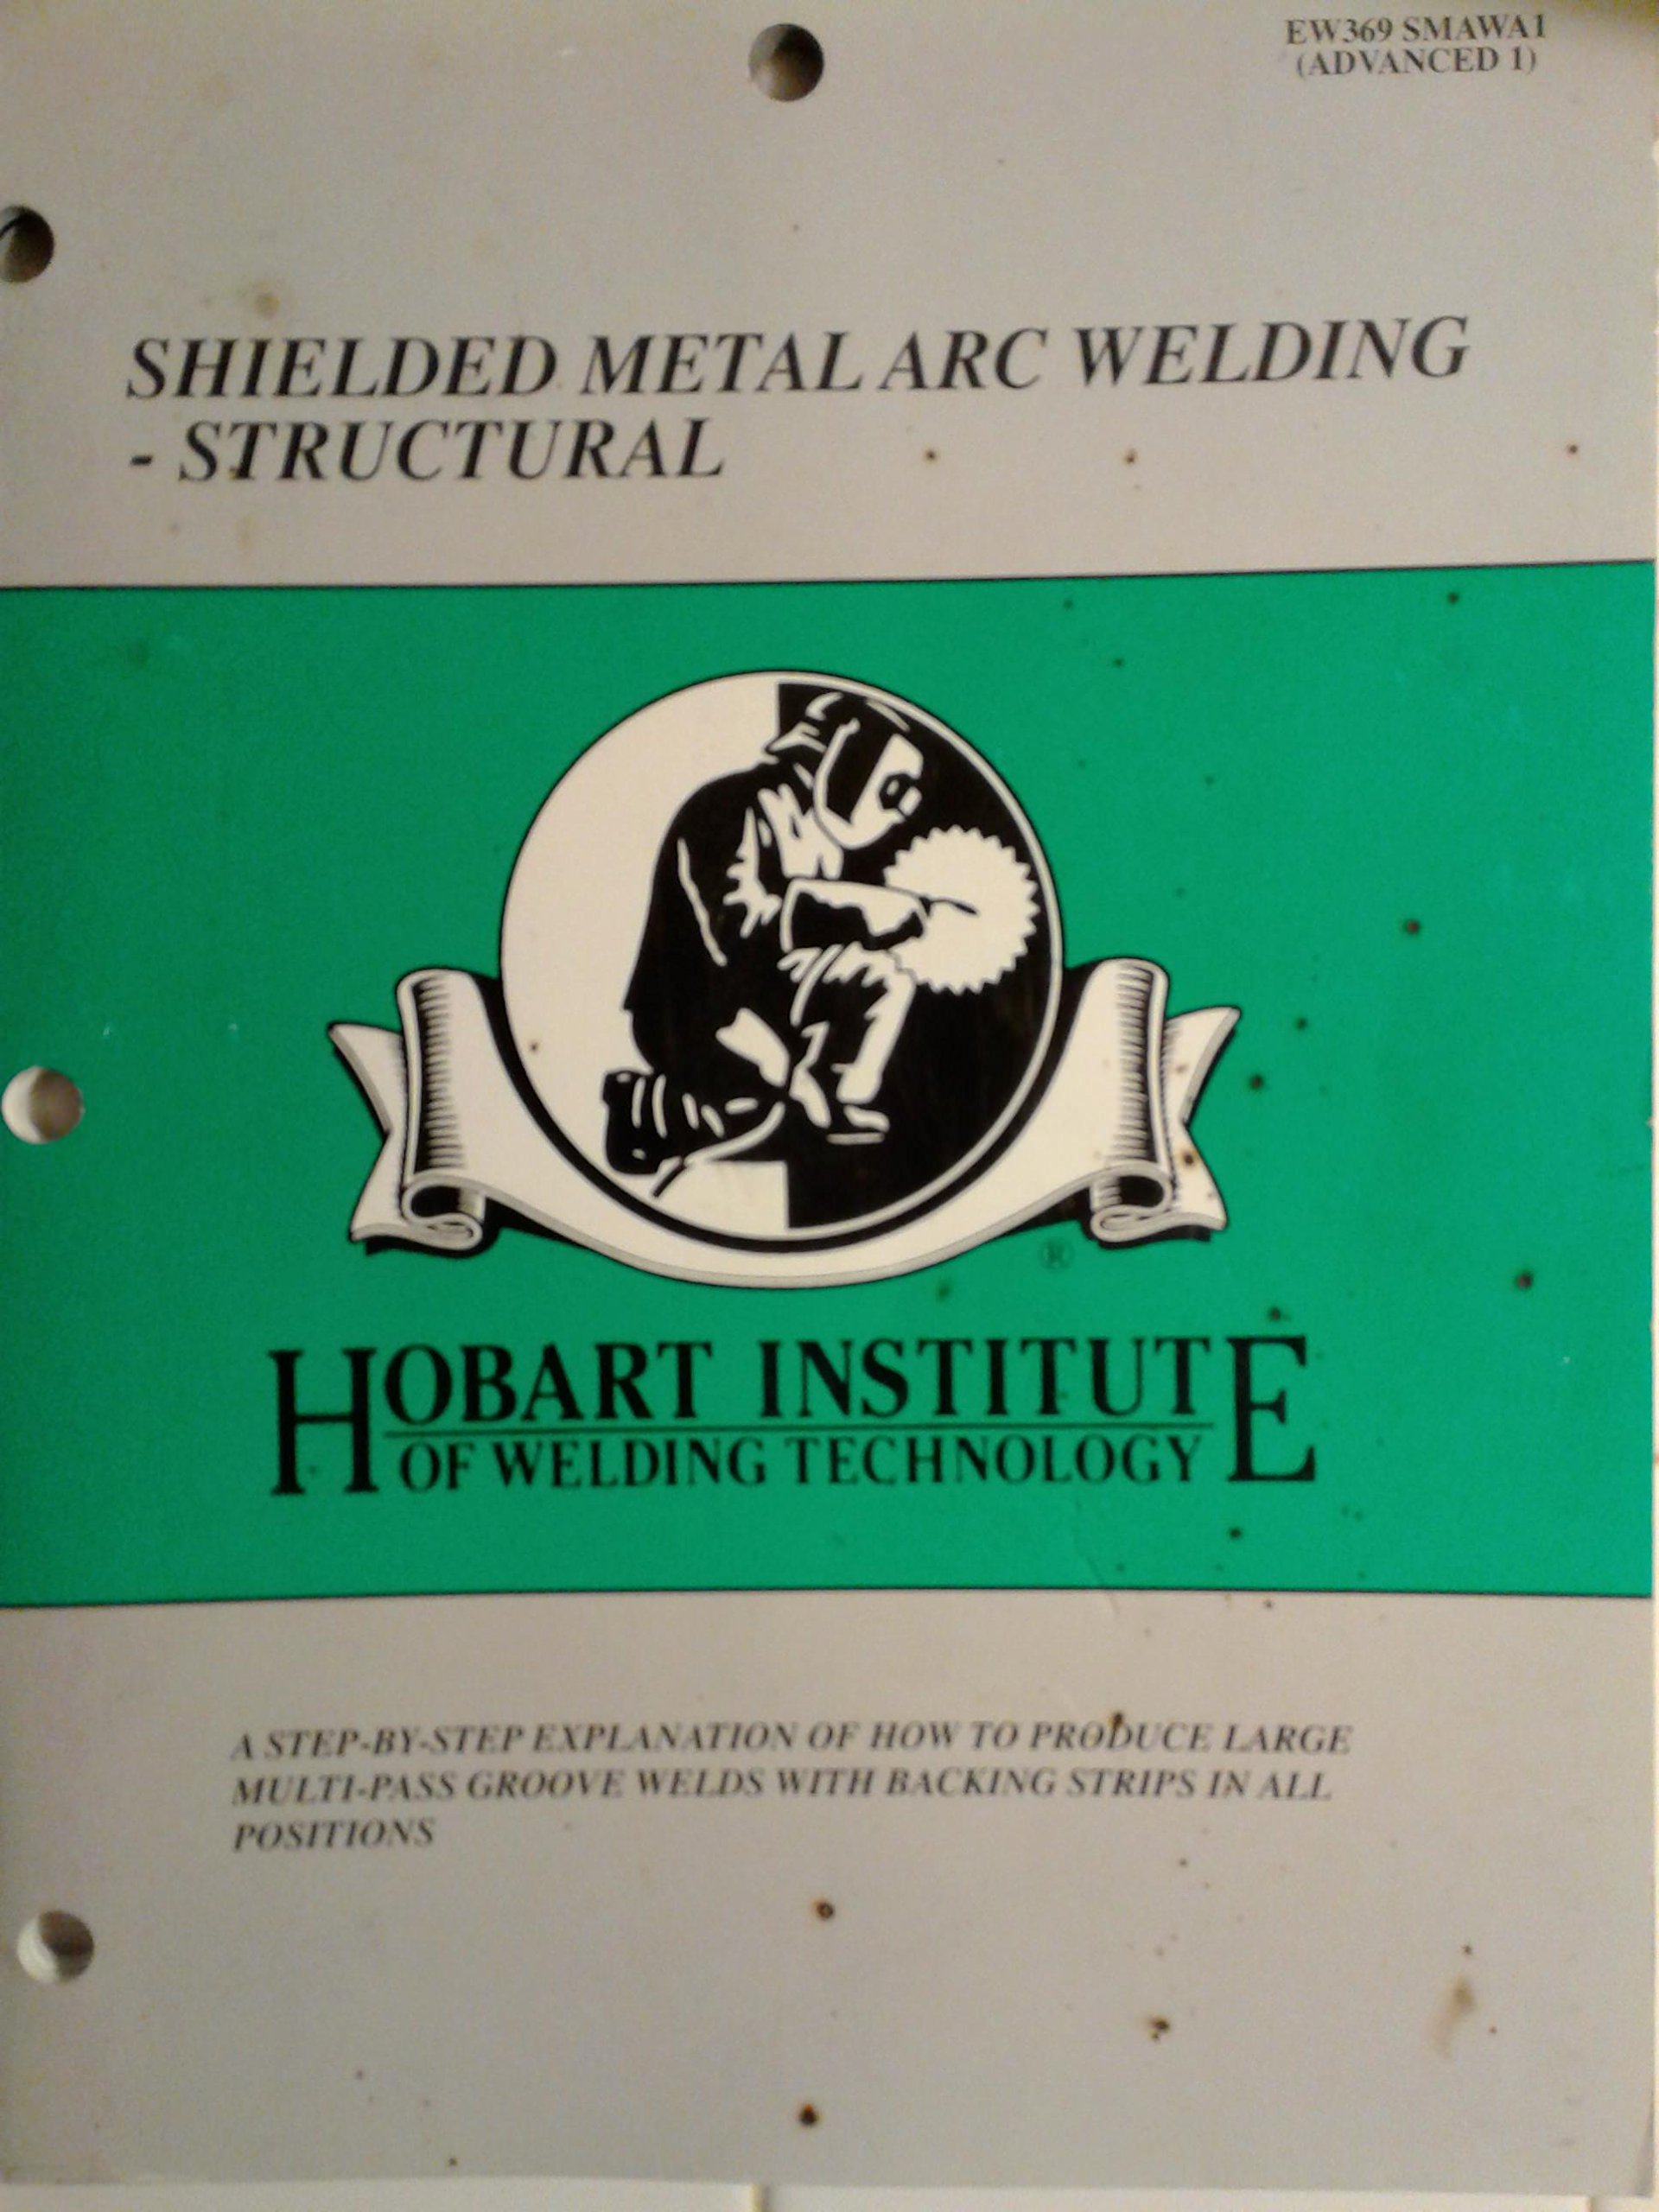 EW369 SMAWA1
(ADVANCED 1)
SHIELDED METAL ARC WELDING
- STRUCTURAL
®
HOBART INSTITUTE
OF WELDING TECHNOLOGY
A STEP-BY-STEP EXPLANATION OF HOW TO PRODUCE LARGE
MULTI-PASS GROOVE WELDS WITH BACKING STRIPS IN ALL
POSITIONS